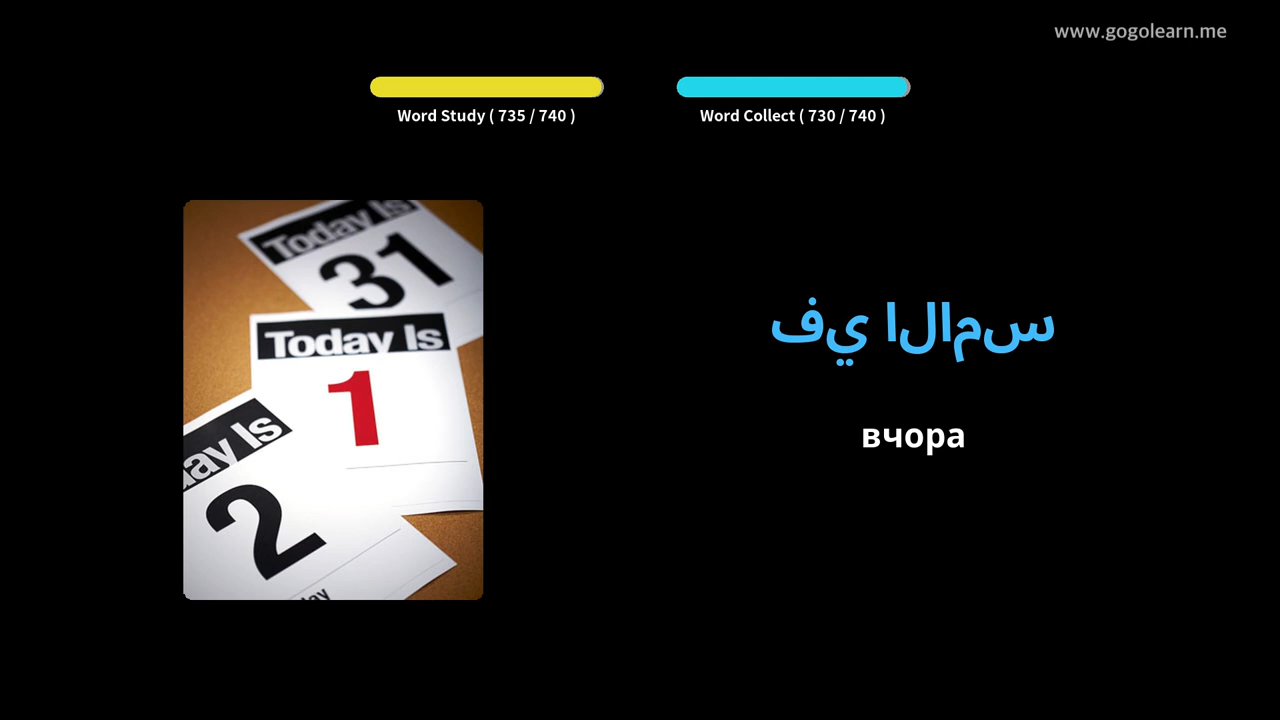 www.gogolearn.me
Word Study ( 735 / 740 )
Word Collect ( 730 / 740 )
Today Is
31
Today Is
1
ay Is
2
في الامس
вчора